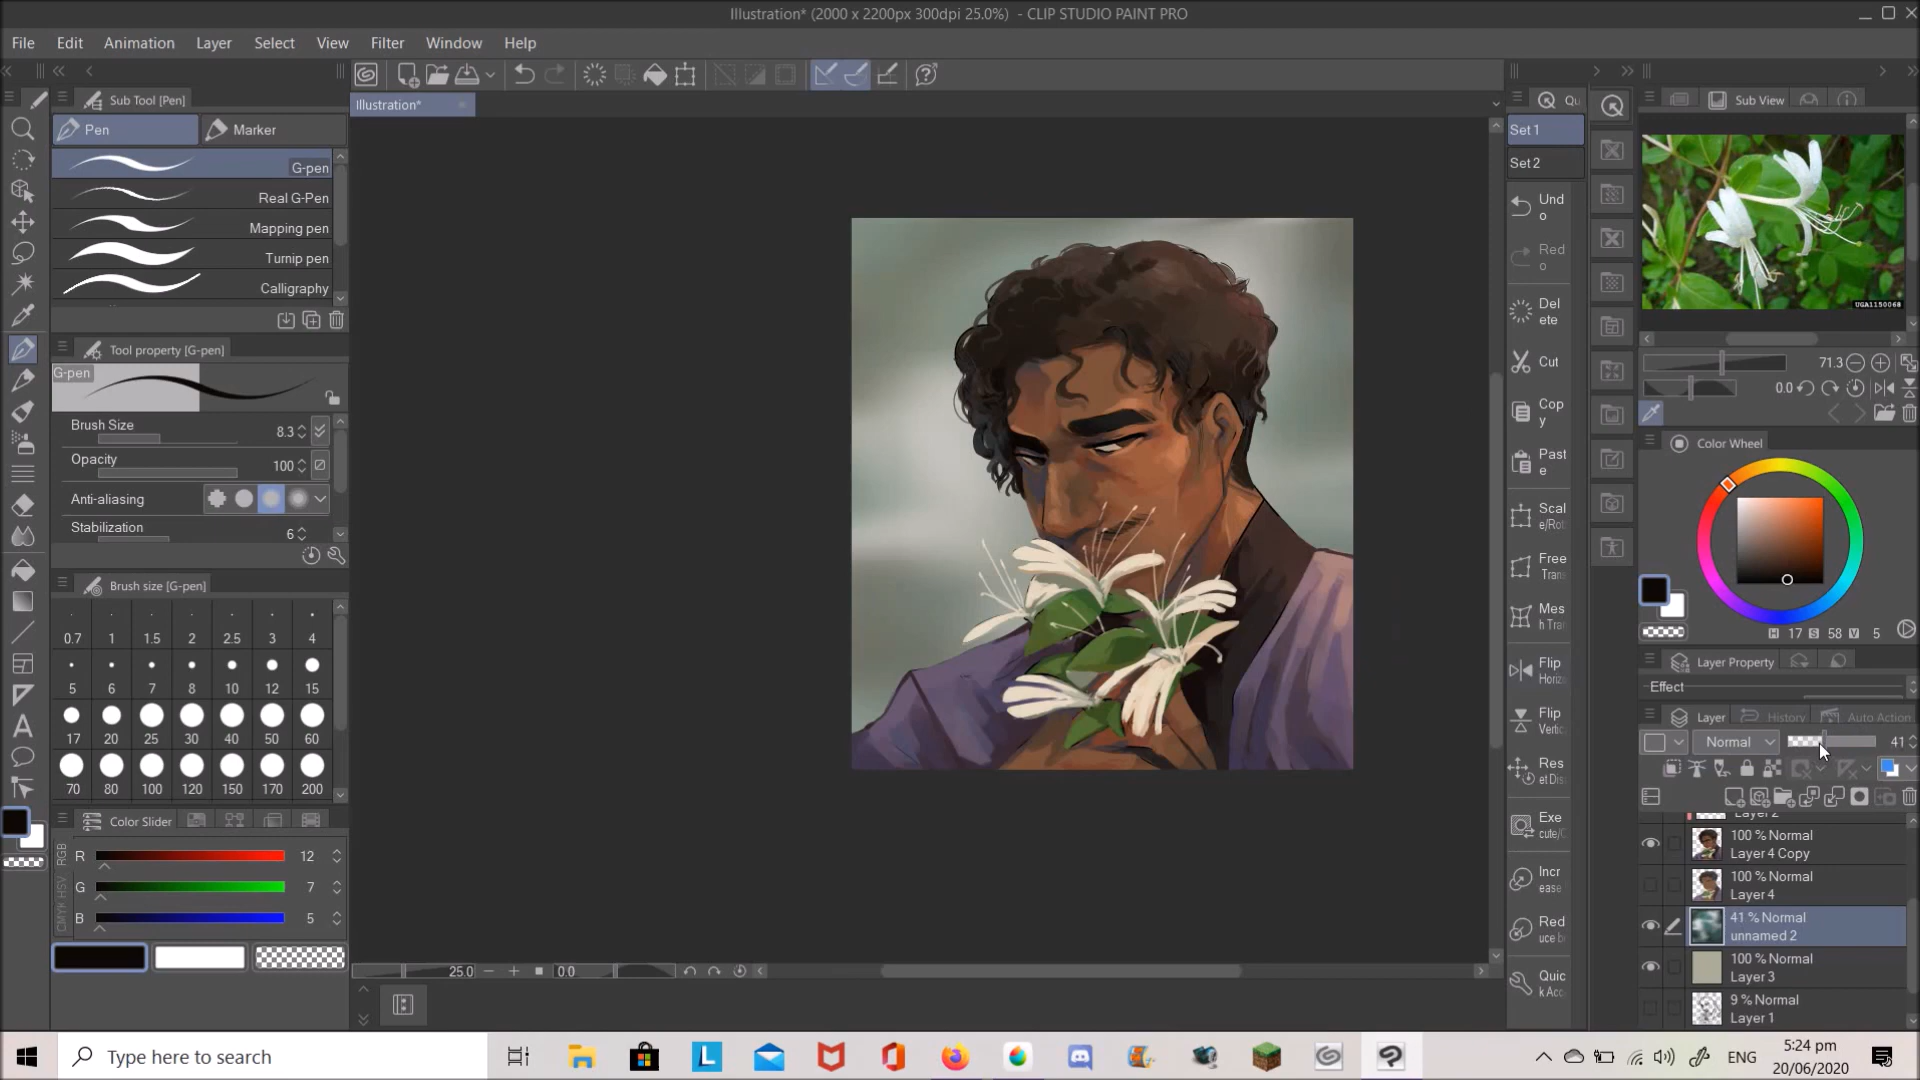 Illustration* (2000 x 2200px 300dpi 25.0%) - CLIP STUDIO PAINT PRO
File Edit Animation Layer Select View Filter Window Help
Sub Tool [Pen]
Pen Marker
G-pen
Real G-Pen
Mapping pen
Turnip pen
Calligraphy
Tool property [G-pen]
G-pen
Brush Size 8.3
Opacity 100
Anti-aliasing
Stabilization 6
Brush size [G-pen]
0.7 1 1.5 2 2.5 3 4
5 6 7 8 10 12 15
17 20 25 30 40 50 60
70 80 100 120 150 170 200
Color Slider
RGB
HSV
CMYK
R 12
G 7
B 5
Illustration*
25.0 0.0
Qu
Set 1
Set 2
Und
o
Red
o
Del
ete
Cut
Cop
y
Past
e
Scal
e/Rot
Free
Trans
Mes
h Tran
Flip
Horiz
Flip
Vertic
Res
et Disp
Exe
cute/C
Incr
ease
Red
uce b
Quic
k Acc
Sub View
UGA1150068
71.3
0.0
Color Wheel
H 17 S 58 V 5
Layer Property
Effect
Layer History Auto Action
Normal 41
Layer 2
100 % Normal
Layer 4 Copy
100 % Normal
Layer 4
41 % Normal
unnamed 2
100 % Normal
Layer 3
9 % Normal
Layer 1
Type here to search
L
ENG
5:24 pm
20/06/2020